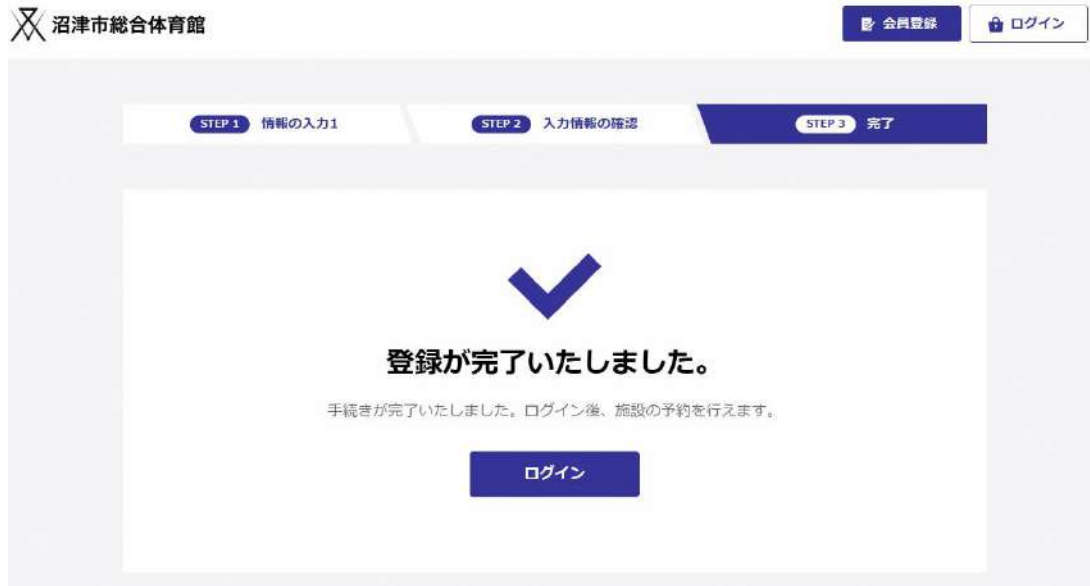 沼津市総合体育館
会員登録
ログイン
STEP 1 情報の入力1
STEP 2 入力情報の確認
STEP 3 完了
登録が完了いたしました。
手続きが完了いたしました。ログイン後、施設の予約を行えます。
ログイン